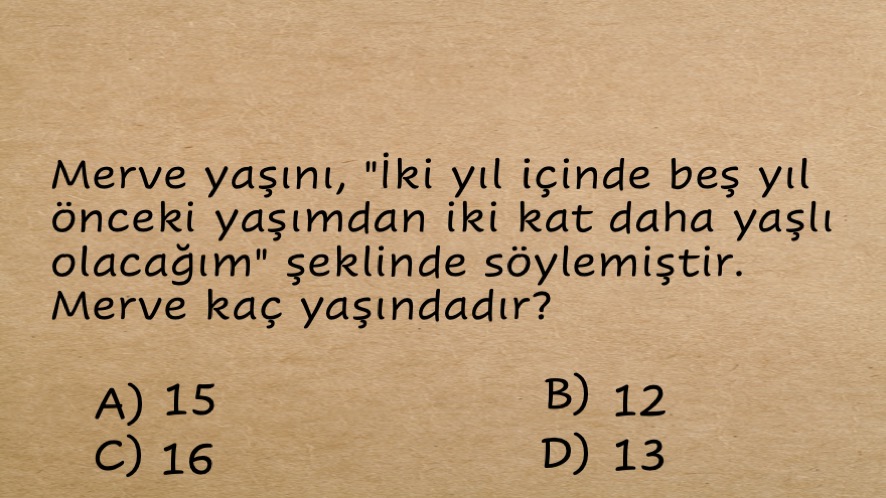 Merve yaşını, "İki yıl içinde beş yıl
önceki yaşımdan iki kat daha yaşlı
olacağım" şeklinde söylemiştir.
Merve kaç yaşındadır?
A) 15 B) 12
C) 16 D) 13